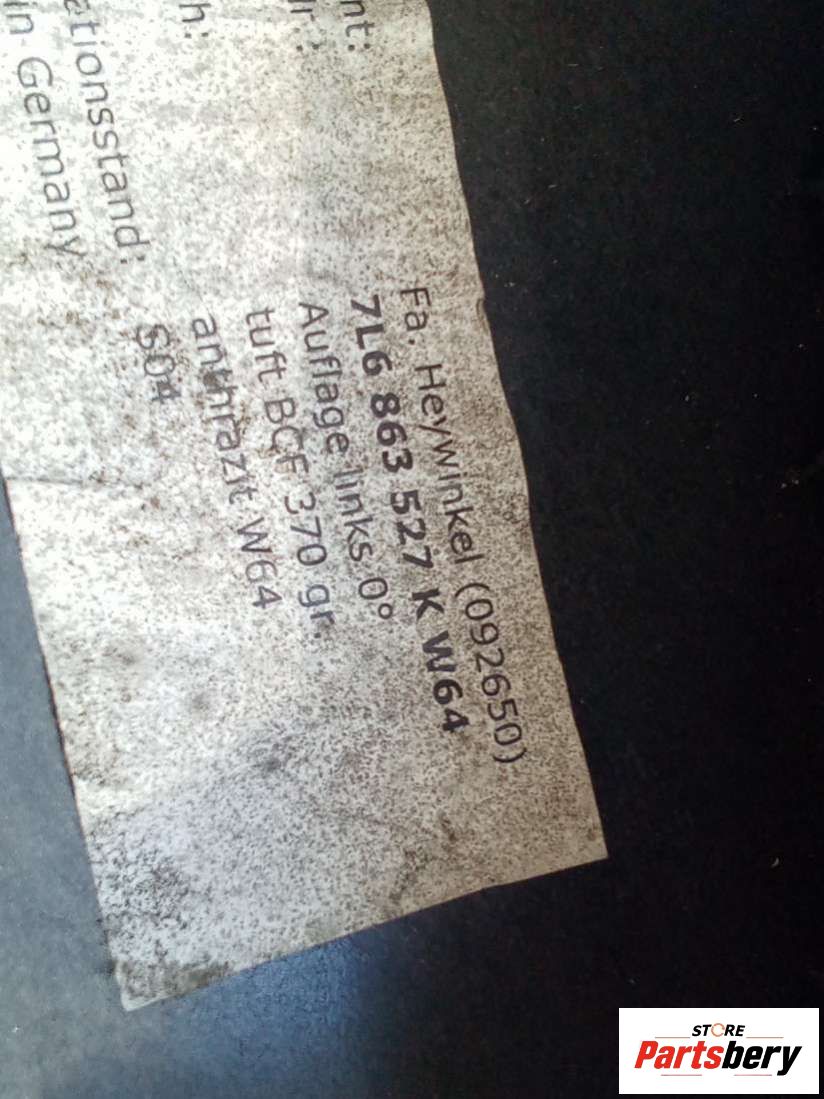 nt: Fa. Heywinkel (092650)
7L6 863 527 K W64
Auflage links 0°
tuft BCF 370 gr.
h: anthrazit W64
ationsstand: S04
in Germany
STORE
Partsbery